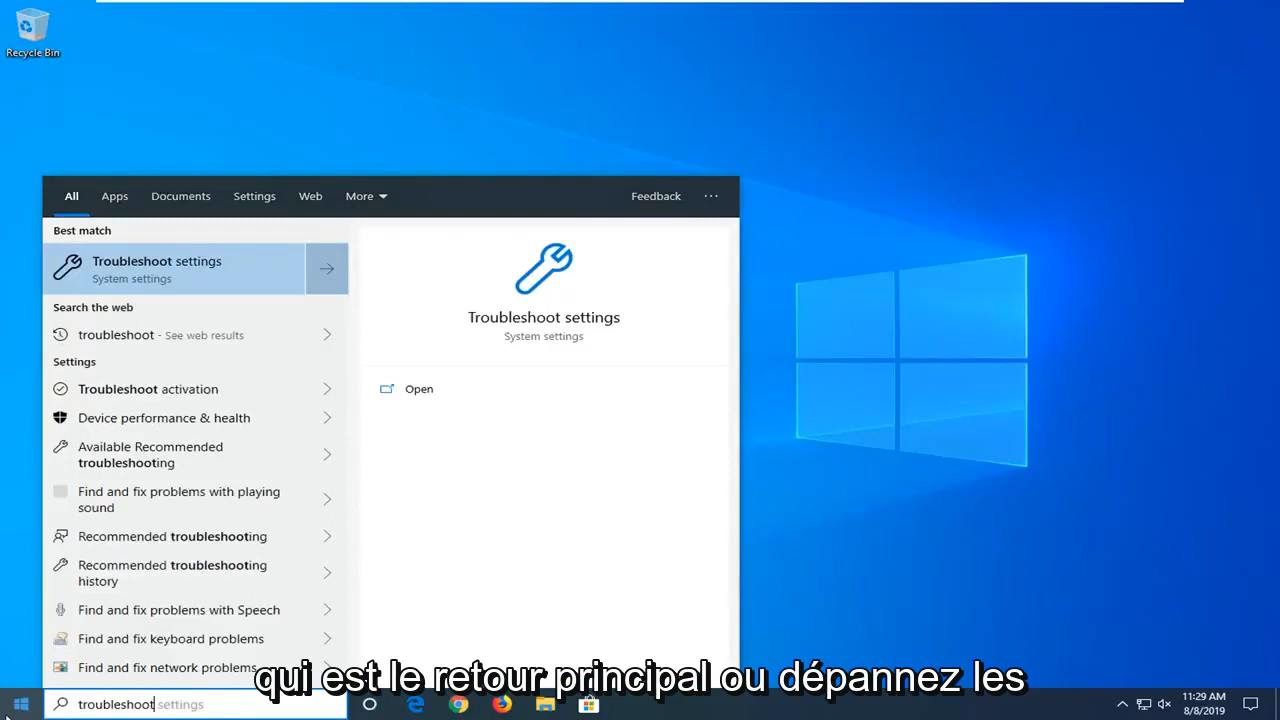 Recycle Bin
All Apps Documents Settings Web More Feedback ...
Best match
Troubleshoot settings
System settings
Search the web
troubleshoot - See web results
Settings
Troubleshoot activation
Device performance & health
Available Recommended
troubleshooting
Find and fix problems with playing
sound
Recommended troubleshooting
Recommended troubleshooting
history
Find and fix problems with Speech
Find and fix keyboard problems
Find and fix network problems
Troubleshoot settings
System settings
Open
qui est le retour principal ou dépannez les
troubleshoot settings
11:29 AM
8/8/2019